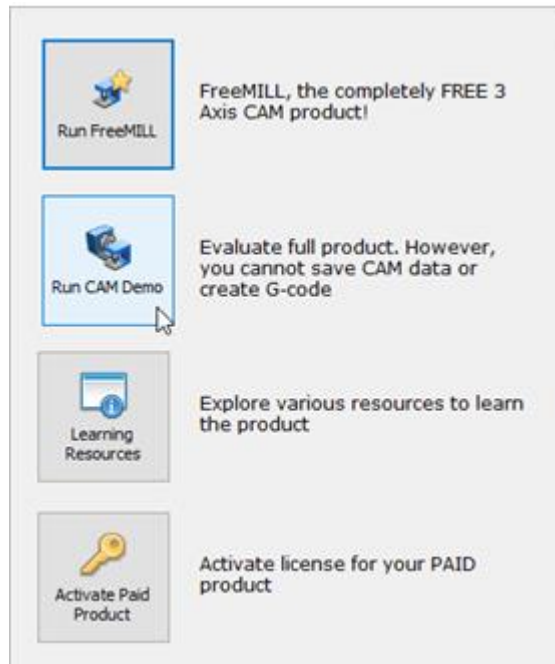 Run FreeMILL
FreeMILL, the completely FREE 3
Axis CAM product!
Run CAM Demo
Evaluate full product. However,
you cannot save CAM data or
create G-code
Learning
Resources
Explore various resources to learn
the product
Activate Paid
Product
Activate license for your PAID
product